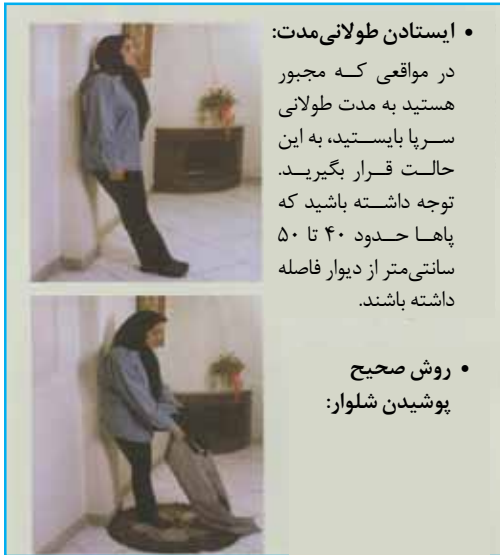 • ایستادن طولانی‌مدت:
در مواقعی که مجبور
هستید به مدت طولانی
سرپا بایستید، به این
حالت قرار بگیرید.
توجه داشته باشید که
پاها حدود ۴۰ تا ۵۰
سانتی‌متر از دیوار فاصله
داشته باشند.
• روش صحیح
پوشیدن شلوار: